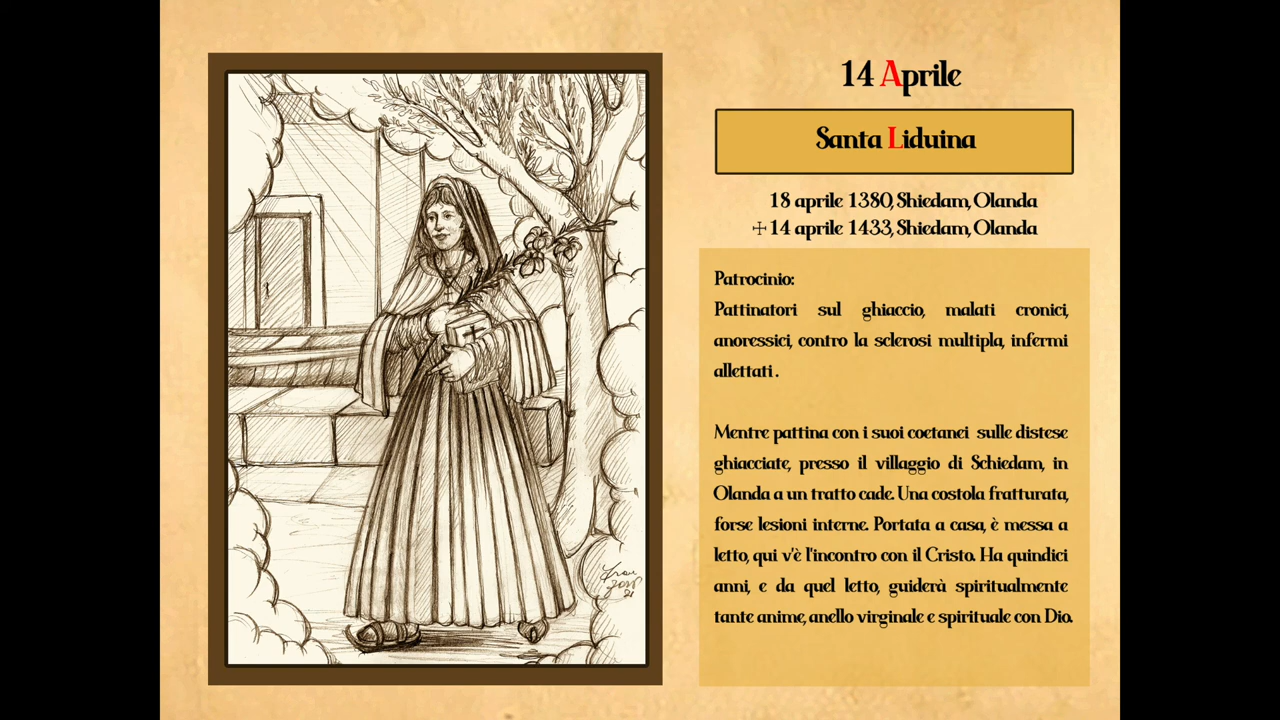 14 Aprile
Santa Liduina
18 aprile 1380, Shiedam, Olanda
♱ 14 aprile 1433, Shiedam, Olanda
Patrocinio:
Pattinatori sul ghiaccio, malati cronici,
anoressici, contro la sclerosi multipla, infermi
allettati .
Mentre pattina con i suoi coetanei sulle distese
ghiacciate, presso il villaggio di Schiedam, in
Olanda a un tratto cade. Una costola fratturata,
forse lesioni interne. Portata a casa, è messa a
letto, qui v'è l'incontro con il Cristo. Ha quindici
anni, e da quel letto, guiderà spiritualmente
tante anime, anello virginale e spirituale con Dio.